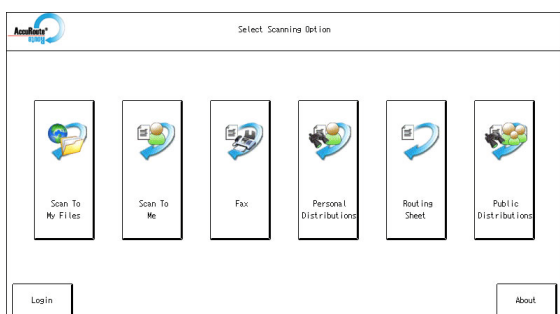 AccuRoute®
Route
Select Scanning Option
Scan To
My Files
Scan To
Me
Fax
Personal
Distributions
Routing
Sheet
Public
Distributions
Login
About